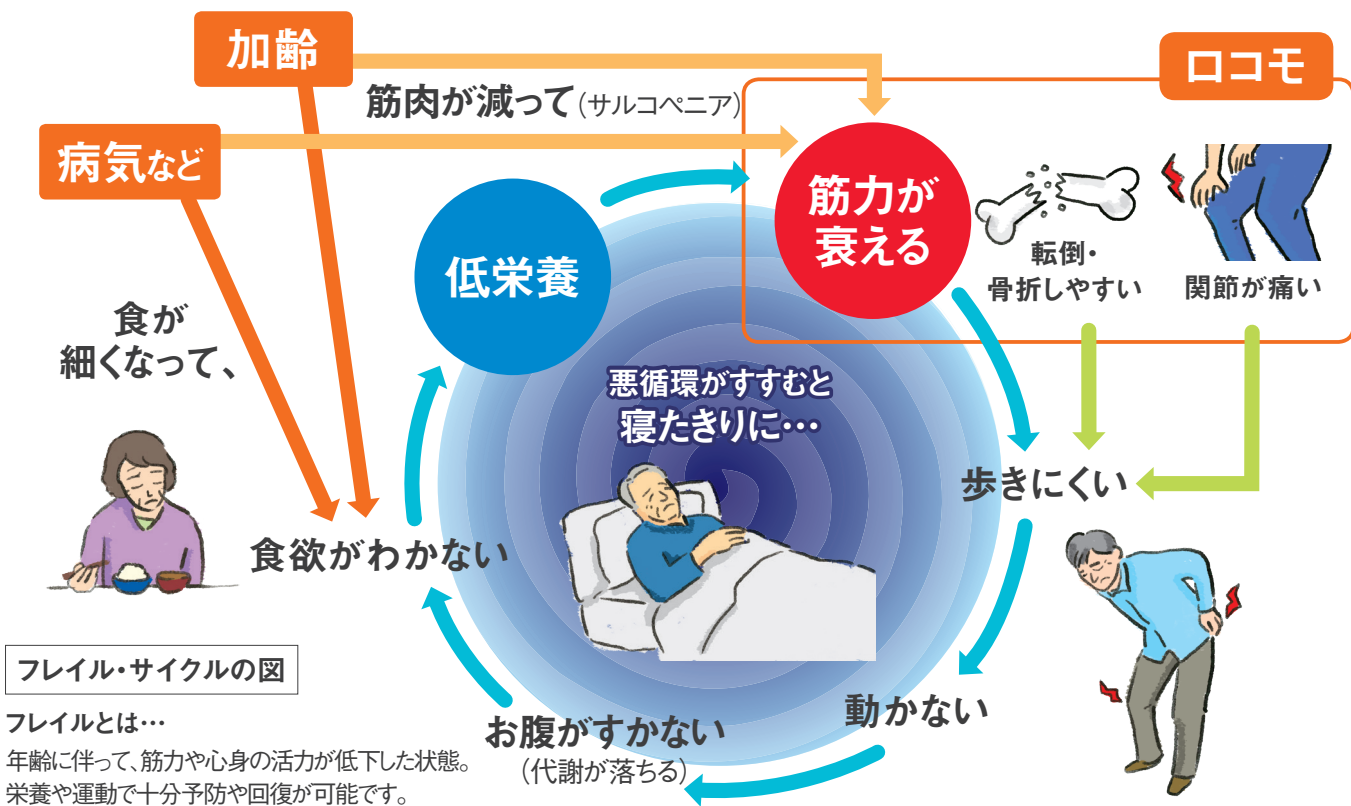 加齢
ロコモ
筋肉が減って(サルコペニア)
病気など
筋力が
衰える
低栄養
転倒・
骨折しやすい
関節が痛い
食が
細くなって、
悪循環がすすむと
寝たきりに…
歩きにくい
食欲がわかない
動かない
お腹がすかない
(代謝が落ちる)
フレイル・サイクルの図
フレイルとは…
年齢に伴って、筋力や心身の活力が低下した状態。
栄養や運動で十分予防や回復が可能です。